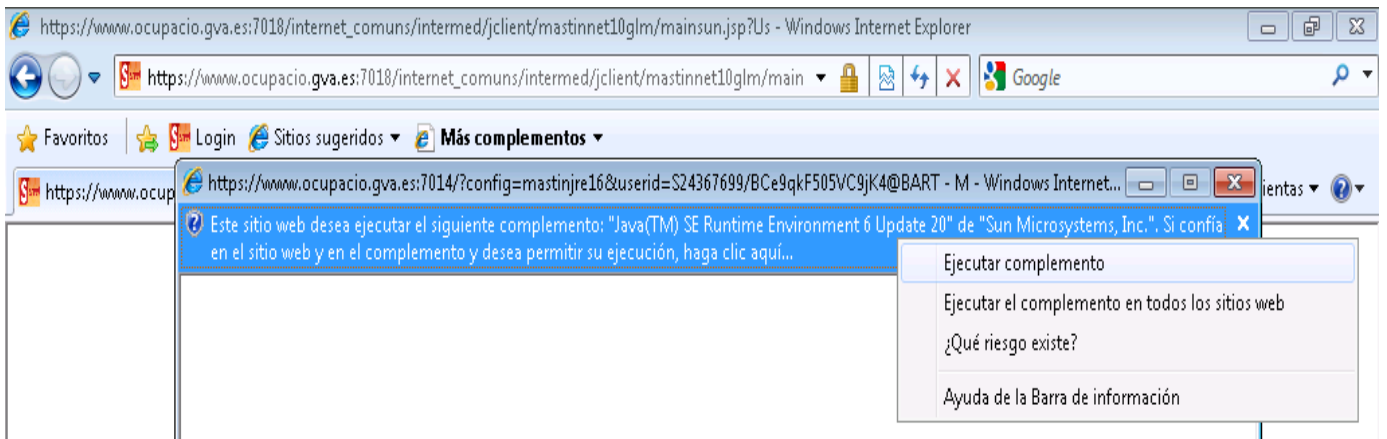 https://www.ocupacio.gva.es:7018/internet_comuns/intermed/jclient/mastinnet10glm/mainsun.jsp?Us - Windows Internet Explorer
https://www.ocupacio.gva.es:7018/internet_comuns/intermed/jclient/mastinnet10glm/main
Google
Favoritos
Login
Sitios sugeridos
Más complementos
https://www.ocup
https://www.ocupacio.gva.es:7014/?config=mastinjre16&userid=S24367699/BCe9qkF505VC9jK4@BART - M - Windows Internet...
ientas
Este sitio web desea ejecutar el siguiente complemento: "Java(TM) SE Runtime Environment 6 Update 20" de "Sun Microsystems, Inc.". Si confía
en el sitio web y en el complemento y desea permitir su ejecución, haga clic aquí...
Ejecutar complemento
Ejecutar el complemento en todos los sitios web
¿Qué riesgo existe?
Ayuda de la Barra de información